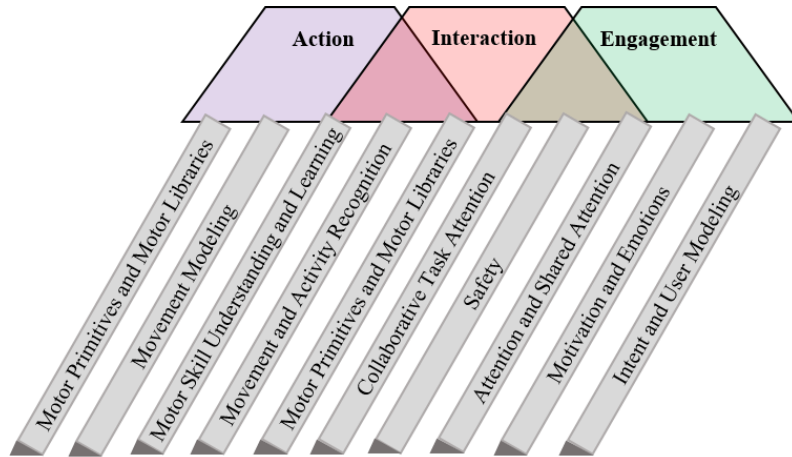 Action
Interaction
Engagement
Motor Primitives and Motor Libraries
Movement Modeling
Motor Skill Understanding and Learning
Movement and Activity Recognition
Motor Primitives and Motor Libraries
Collaborative Task Attention
Safety
Attention and Shared Attention
Motivation and Emotions
Intent and User Modeling